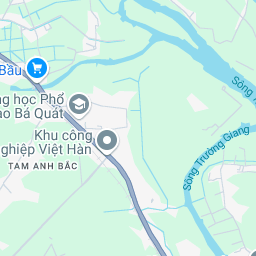 Bầu
ng học Phổ
ao Bá Quát
Khu công
nghiệp Việt Hàn
TAM ANH BẮC
Sông Trường Giang
Sông